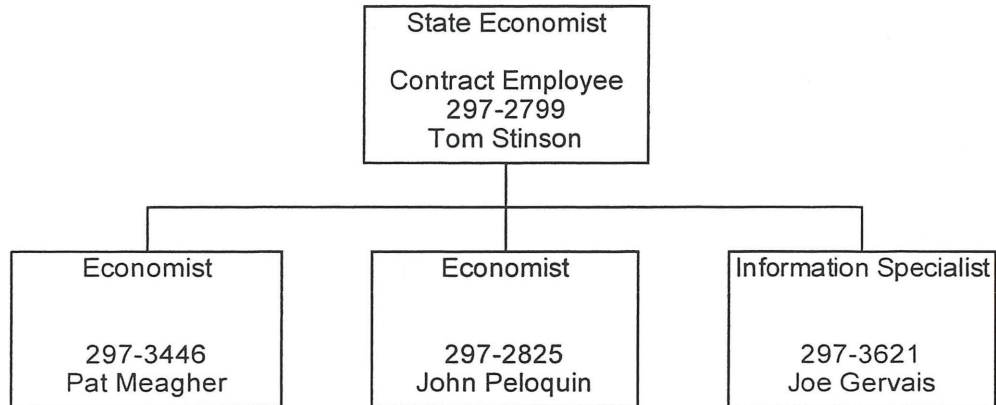 State Economist
Contract Employee
297-2799
Tom Stinson
Economist
297-3446
Pat Meagher
Economist
297-2825
John Peloquin
Information Specialist
297-3621
Joe Gervais